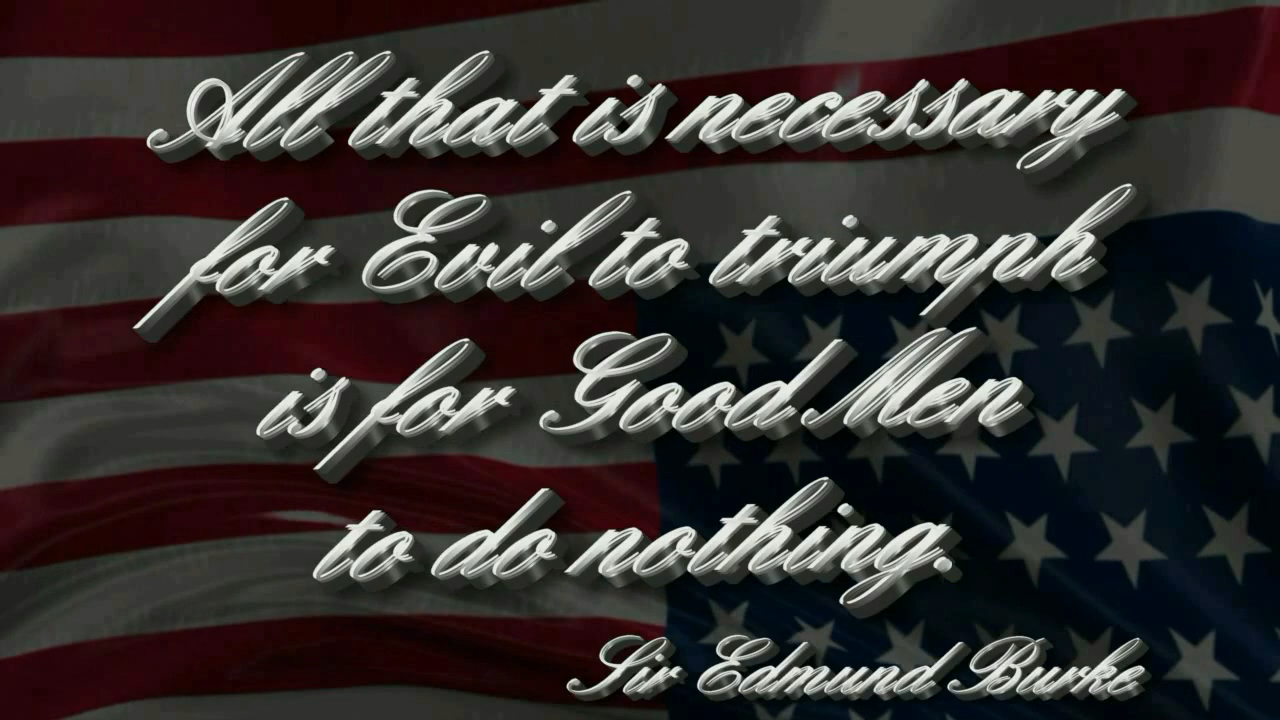 All that is necessary
for Evil to triumph
is for Good Men
to do nothing.
Sir Edmund Burke